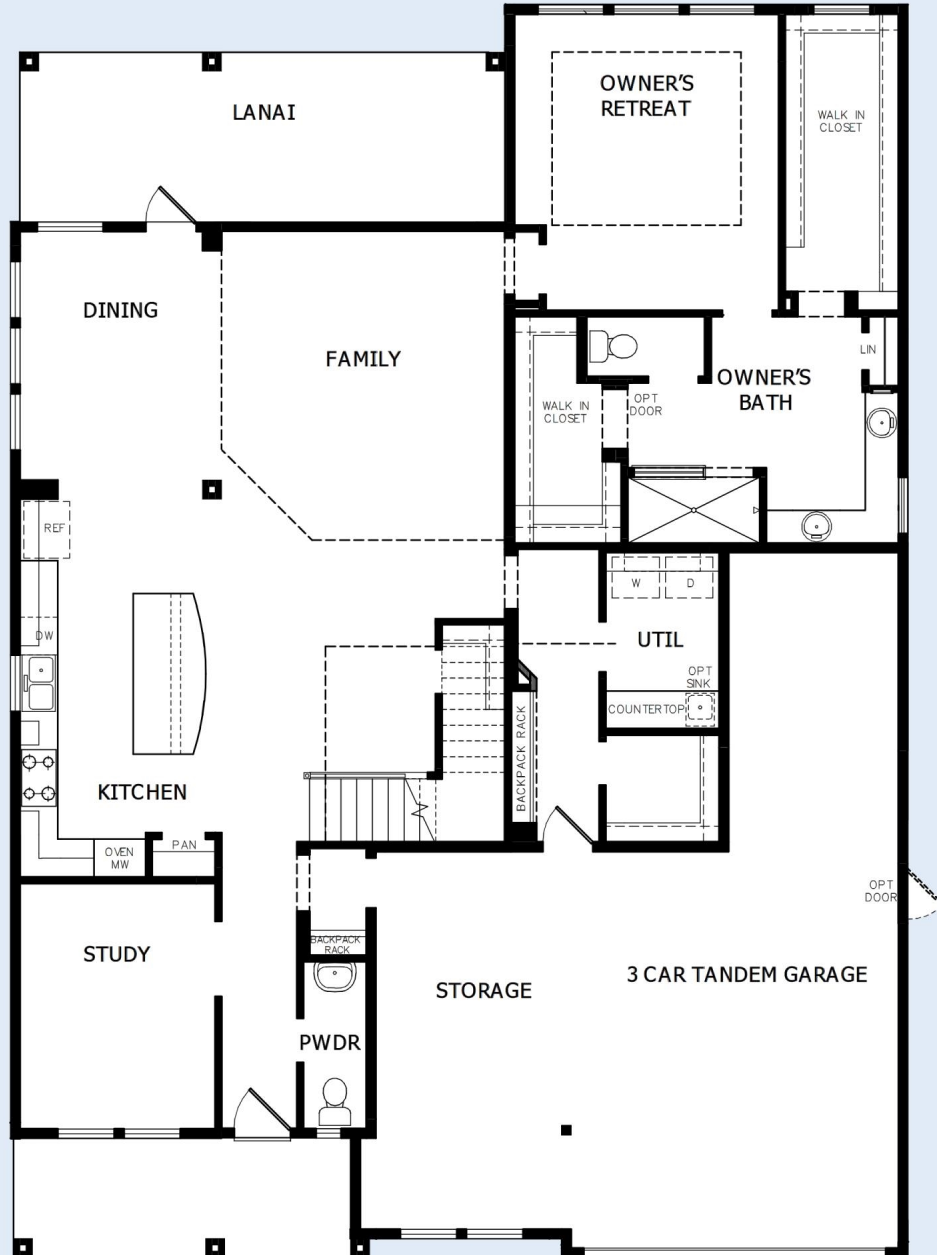 OWNER'S
RETREAT
LANAI
WALK IN
CLOSET
DINING
FAMILY
LIN
OWNER'S
BATH
WALK IN
CLOSET
OPT
DOOR
REF
W
D
DW
UTIL
OPT
SINK
COUNTERTOP
BACKPACK RACK
KITCHEN
OVEN
MW
PAN
OPT
DOOR
STUDY
BACKPACK
RACK
STORAGE
3 CAR TANDEM GARAGE
PWDR